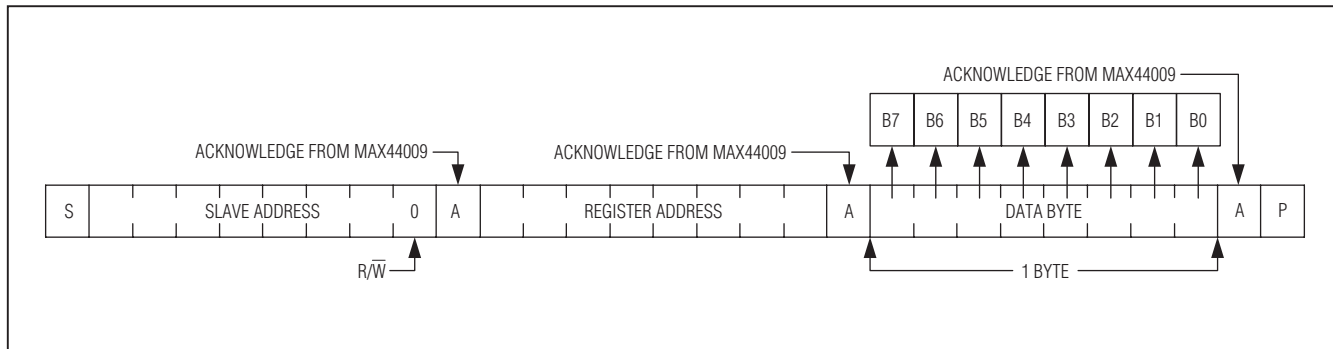 ACKNOWLEDGE FROM MAX44009
B7 B6 B5 B4 B3 B2 B1 B0
ACKNOWLEDGE FROM MAX44009 ACKNOWLEDGE FROM MAX44009
S SLAVE ADDRESS 0 A REGISTER ADDRESS A DATA BYTE A P
R/W̅ 1 BYTE